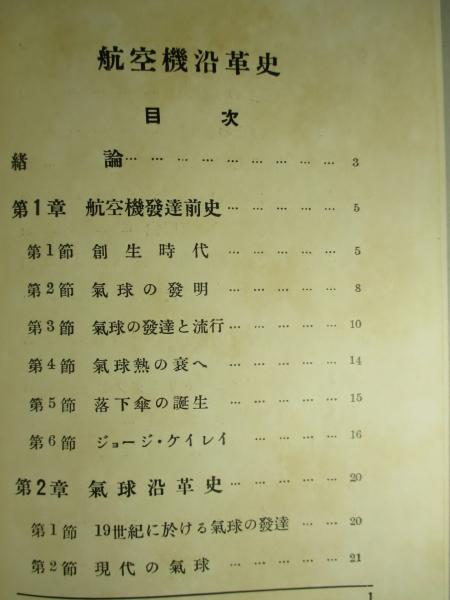 航空機沿革史
目　次
緒　論… … … … … … … … … 3
第1章　航空機發達前史… … … … … 5
第1節　創生時代　… … … … … 5
第2節　氣球の發明　… … … … … 8
第3節　氣球の發達と流行… … … … … 10
第4節　氣球熱の衰へ　… … … … … 14
第5節　落下傘の誕生　… … … … … 15
第6節　ジョージ・ケイレイ　… … … … 16
第2章　氣球沿革史… … … … … … 20
第1節　19世紀に於ける氣球の發達　… … 20
第2節　現代の氣球　… … … … … 21
1